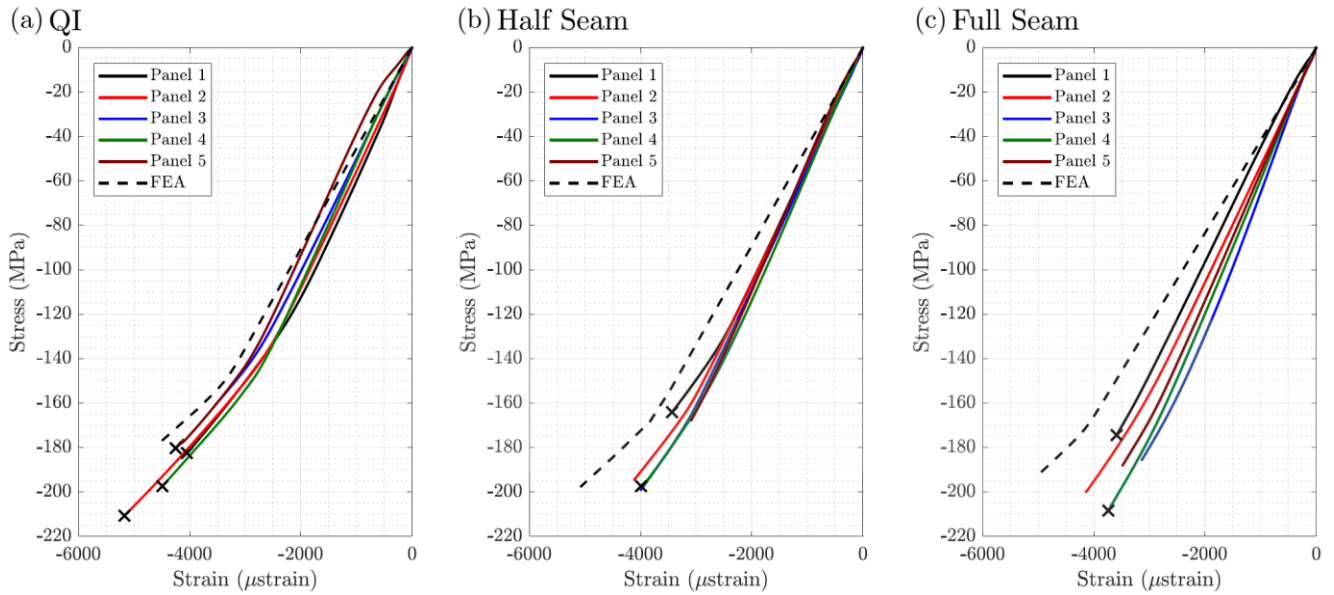 (a) QI
0
-20
-40
-60
-80
-100
-120
-140
-160
-180
-200
-220
Stress (MPa)
Panel 1
Panel 2
Panel 3
Panel 4
Panel 5
FEA
-6000 -4000 -2000 0
Strain (μstrain)
(b) Half Seam
0
-20
-40
-60
-80
-100
-120
-140
-160
-180
-200
-220
Stress (MPa)
Panel 1
Panel 2
Panel 3
Panel 4
Panel 5
FEA
-6000 -4000 -2000 0
Strain (μstrain)
(c) Full Seam
0
-20
-40
-60
-80
-100
-120
-140
-160
-180
-200
-220
Stress (MPa)
Panel 1
Panel 2
Panel 3
Panel 4
Panel 5
FEA
-6000 -4000 -2000 0
Strain (μstrain)